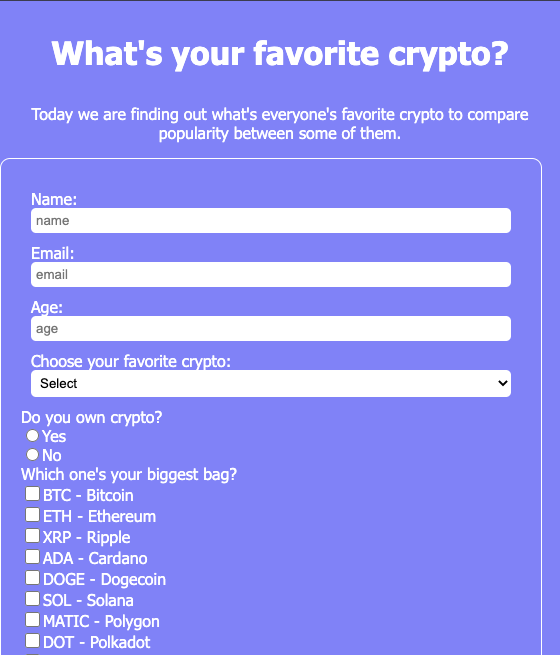 What's your favorite crypto?
Today we are finding out what's everyone's favorite crypto to compare
popularity between some of them.
Name:
name
Email:
email
Age:
age
Choose your favorite crypto:
Select
Do you own crypto?
Yes
No
Which one's your biggest bag?
BTC - Bitcoin
ETH - Ethereum
XRP - Ripple
ADA - Cardano
DOGE - Dogecoin
SOL - Solana
MATIC - Polygon
DOT - Polkadot